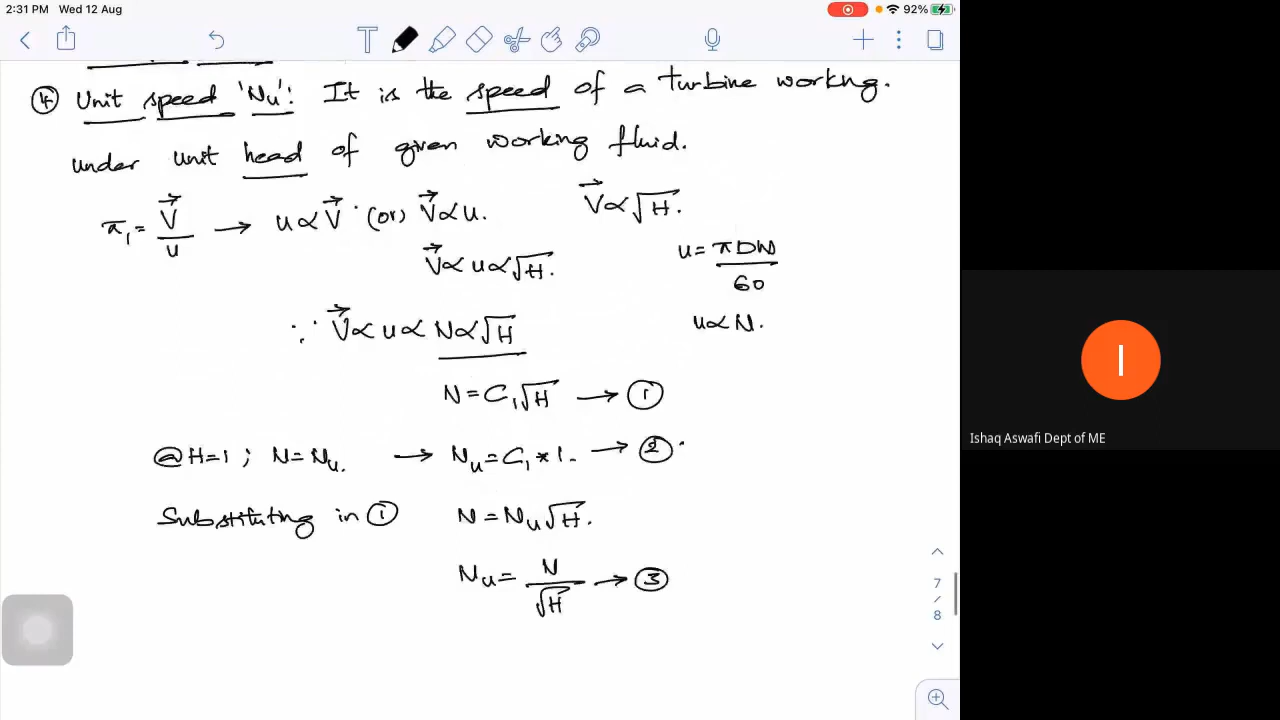 2:31 PM Wed 12 Aug
92%
④ Unit speed 'Nu': It is the speed of a turbine working.
under unit head of given working fluid.
π₁ = V⃗/u → u ∝ V⃗ (or) V⃗ ∝ u. V⃗ ∝ √H.
V⃗ ∝ u ∝ √H. u = πDN/60
∵ V⃗ ∝ u ∝ N ∝ √H u ∝ N.
N = C₁√H → ①
@ H=1 ; N = Nu. → Nu = C₁ * 1. → ②
Substituting in ① N = Nu √H.
Nu = N/√H → ③
7
/
8
I
Ishaq Aswafi Dept of ME